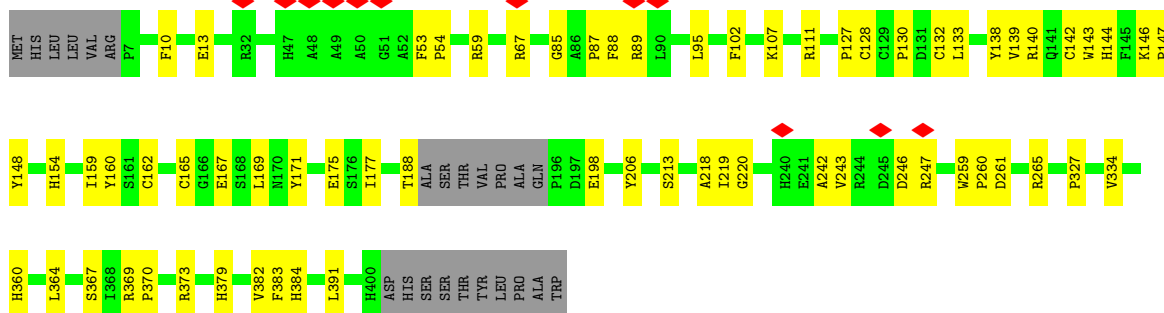 MET HIS LEU LEU VAL ARG P7 F10 E13 R32 H47 A48 A49 A50 G51 A52 F53 P54 R59 R67 G85 A86 P87 F88 R89 L90 L95 F102 K107 R111 P127 C128 C129 P130 D131 C132 L133 Y138 V139 R140 Q141 C142 W143 H144 F145 K146 P147
Y148 H154 I159 Y160 S161 C162 C165 G166 E167 S168 L169 N170 Y171 E175 S176 I177 T188 ALA SER THR VAL PRO ALA GLN P196 D197 E198 Y206 S213 A218 I219 G220 H240 E241 A242 V243 R244 D245 D246 R247 W259 P260 D261 R265 P327 V334
H360 L364 S367 I368 R369 P370 R373 H379 V382 F383 H384 L391 H400 ASP HIS SER SER THR TYR LEU PRO ALA TRP